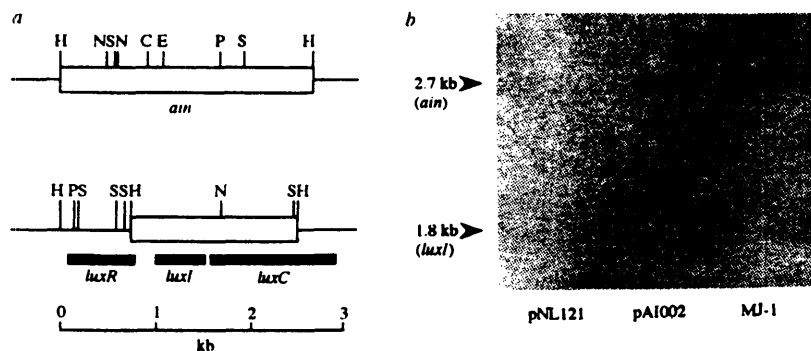 a
H NSN C E P S H
ain
H PS SSH N SH
luxR luxI luxC
0 1 2 3
kb
b
2.7 kb
(ain)
1.8 kb
(luxI)
pNL121 pAI002 MJ-1